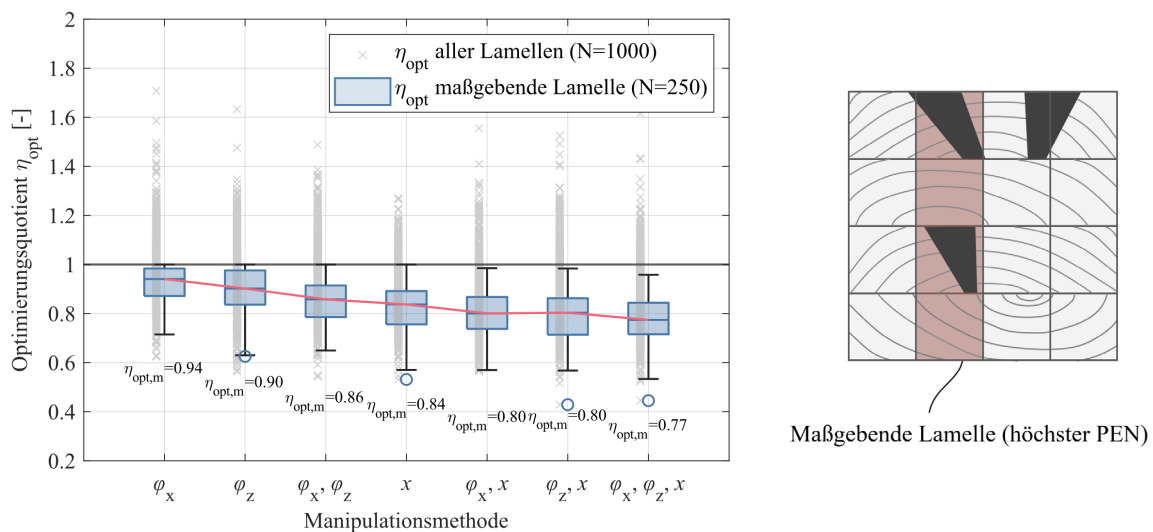 2
1.8
1.6
1.4
1.2
1
0.8
0.6
0.4
0.2
Optimierungsquotient η_opt [-]
η_opt aller Lamellen (N=1000)
η_opt maßgebende Lamelle (N=250)
η_opt,m=0.94
η_opt,m=0.90
η_opt,m=0.86
η_opt,m=0.84
η_opt,m=0.80
η_opt,m=0.80
η_opt,m=0.77
φ_x
φ_z
φ_x, φ_z
x
φ_x, x
φ_z, x
φ_x, φ_z, x
Manipulationsmethode
Maßgebende Lamelle (höchster PEN)